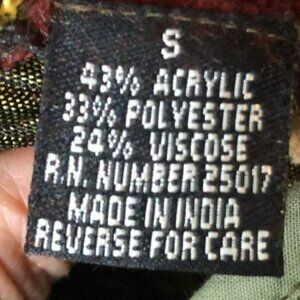 S
43% ACRYLIC
33% POLYESTER
24% VISCOSE
R.N. NUMBER 25017
MADE IN INDIA
REVERSE FOR CARE